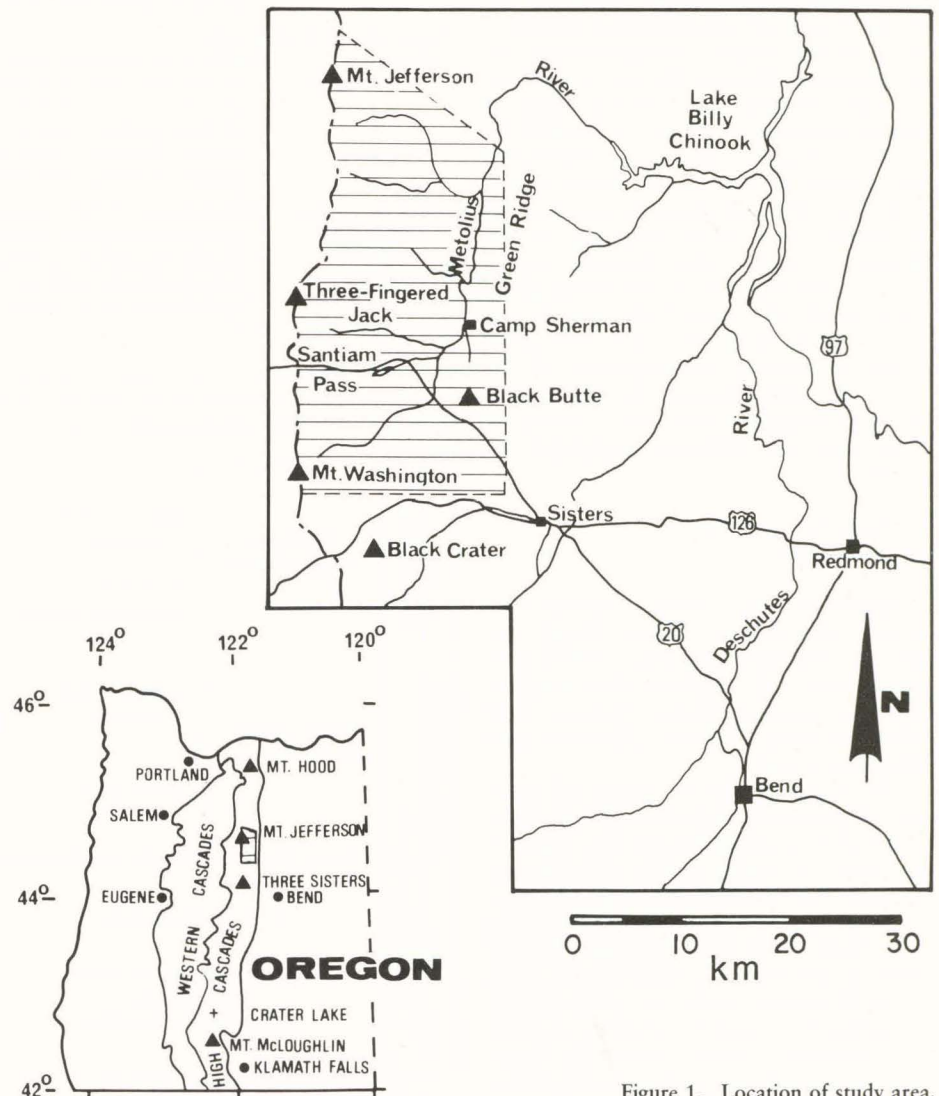 Mt. Jefferson
River
Lake
Billy
Chinook
Metolius
Green Ridge
Three-Fingered
Jack
Camp Sherman
Santiam
Pass
97
Black Butte
River
Mt. Washington
Sisters
126
Black Crater
Redmond
20
Deschutes
N
Bend
0 10 20 30
km
124° 122° 120°
46°
PORTLAND
MT. HOOD
SALEM
MT. JEFFERSON
CASCADES
THREE SISTERS
44°
EUGENE
BEND
WESTERN
CASCADES
OREGON
CRATER LAKE
MT. McLOUGHLIN
HIGH
KLAMATH FALLS
42°
Figure 1. Location of study area.